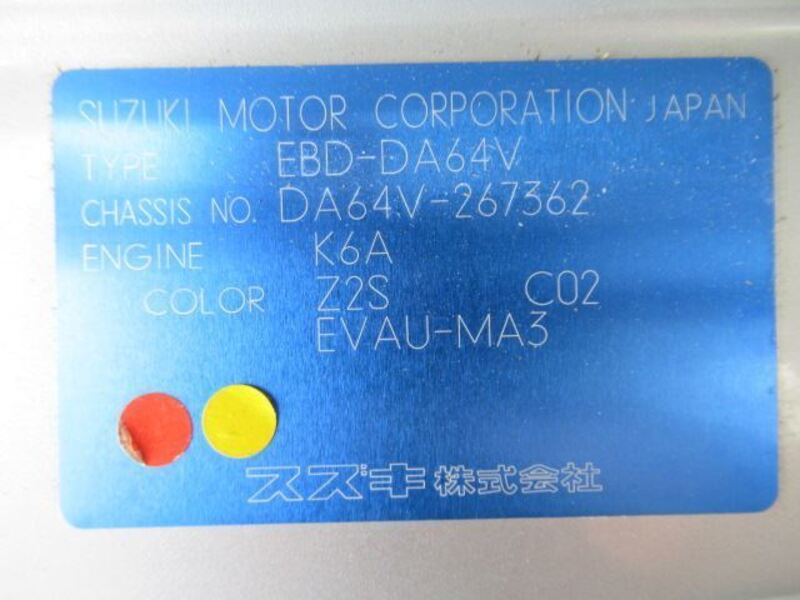 SUZUKI MOTOR CORPORATION JAPAN
TYPE EBD-DA64V
CHASSIS NO. DA64V-267362
ENGINE K6A
COLOR Z2S C02
EVAU-MA3
スズキ株式会社